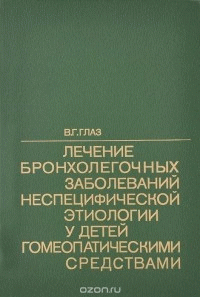 В.Г.ГЛАЗ
ЛЕЧЕНИЕ
БРОНХОЛЕГОЧНЫХ
ЗАБОЛЕВАНИЙ
НЕСПЕЦИФИЧЕСКОЙ
ЭТИОЛОГИИ
У ДЕТЕЙ
ГОМЕОПАТИЧЕСКИМИ
СРЕДСТВАМИ
ozon.ru